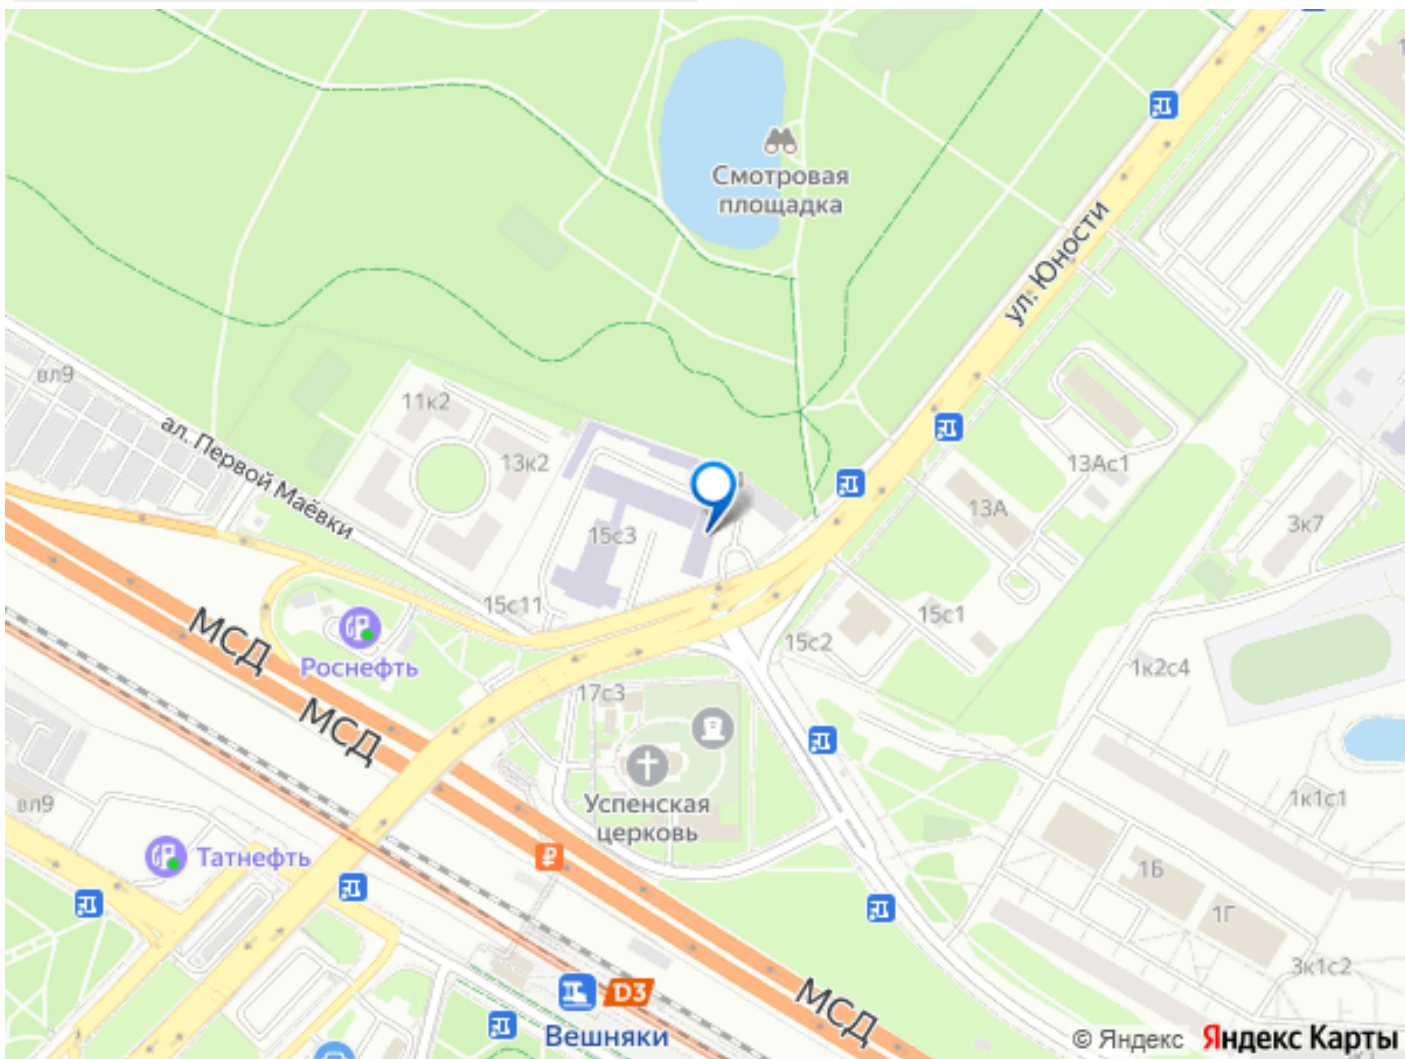 Смотровая
площадка
ул. Юности
вл9
11к2
ал. Первой Маёвки
13к2
13Ас1
13А
3к7
15с3
15с11
15с1
15с2
МСД
Роснефть
1к2с4
17с3
МСД
Успенская
церковь
1к1с1
вл9
₽
Татнефть
1Б
1Г
3к1с2
D3
МСД
Вешняки
© Яндекс Яндекс Карты